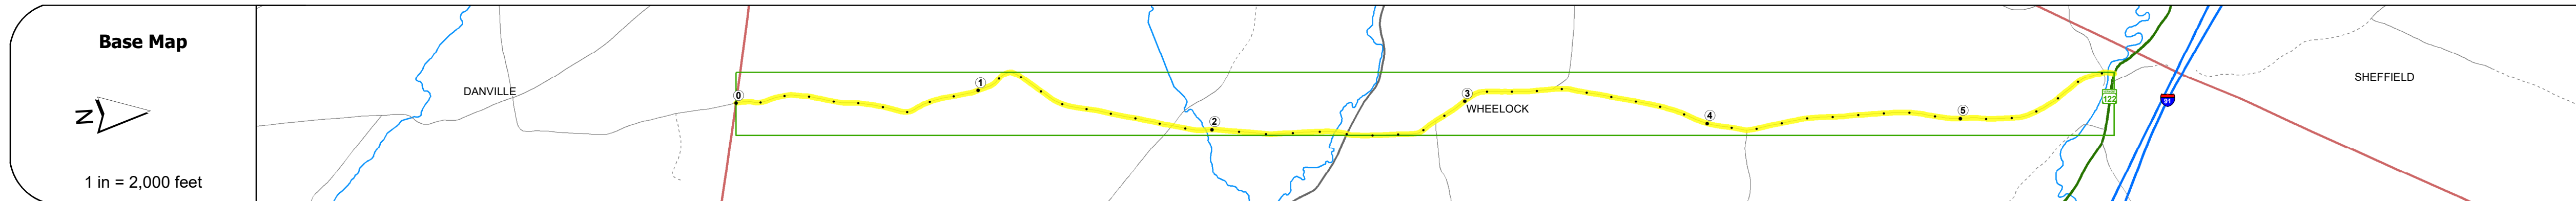 Base Map
N
1 in = 2,000 feet
DANVILLE
0
1
2
3
WHEELOCK
4
5
122
91
SHEFFIELD